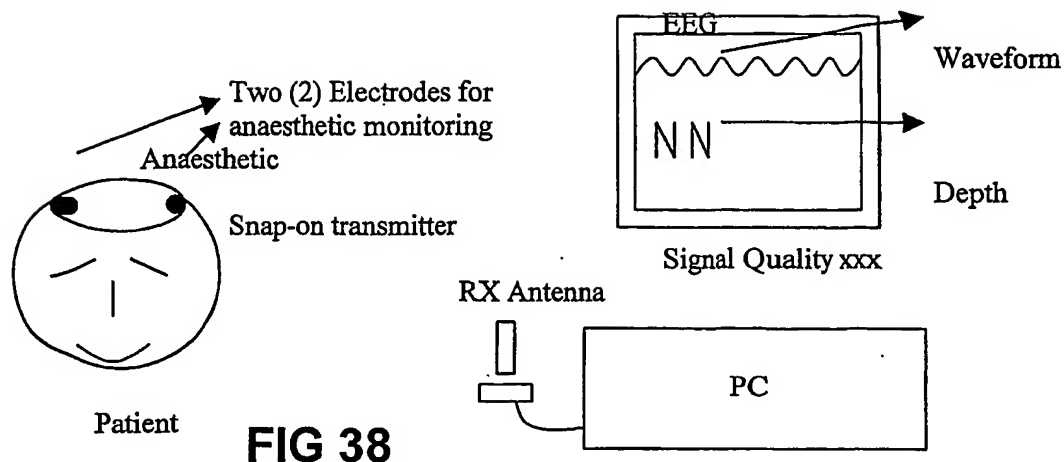 EEG
Waveform
Two (2) Electrodes for
anaesthetic monitoring
Anaesthetic
NN
Depth
Snap-on transmitter
Signal Quality xxx
RX Antenna
PC
Patient
FIG 38